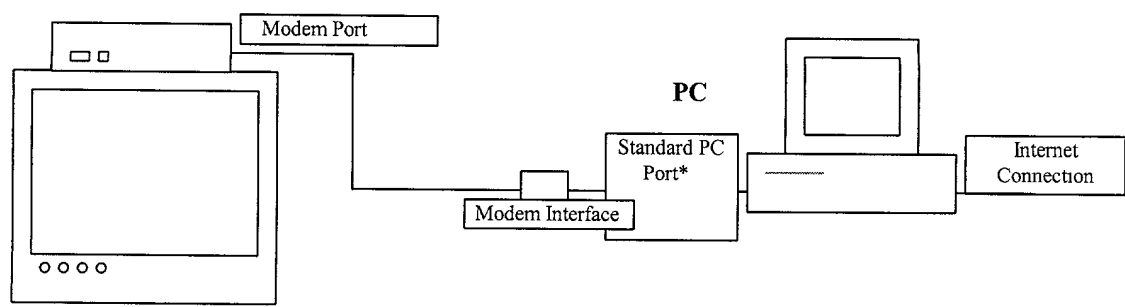 Modem Port
PC
Standard PC
Port*
Internet
Connection
Modem Interface